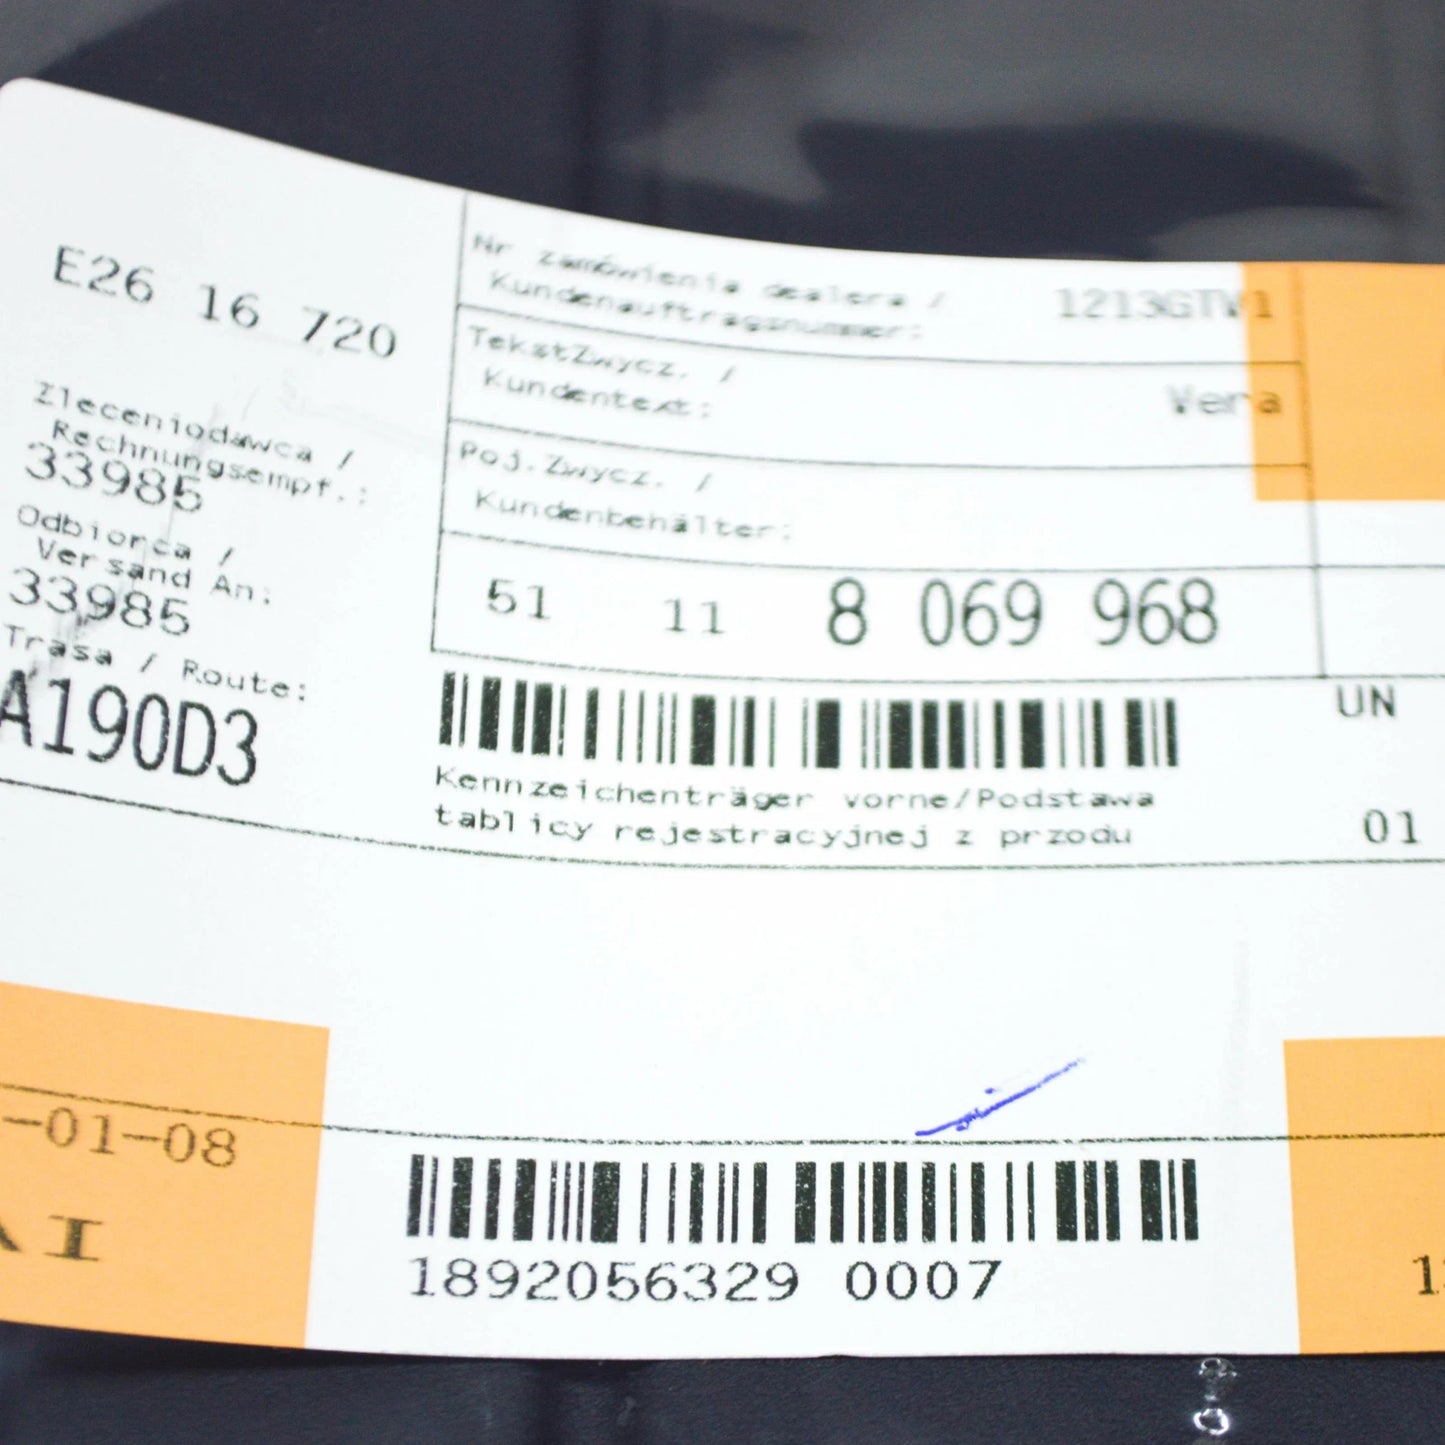 E26 16 720
Zleceniodawca /
Rechnungsempf.:
33985
Odbiorca /
Versand An:
33985
Trasa / Route:
A190D3
Nr zamówienia dealera /
Kundenauftragsnummer:
1213GTV1
TekstZwycz. /
Kundentext:
Vera
Poj.Zwycz. /
Kundenbehälter:
51 11 8 069 968
Kennzeichenträger vorne/Podstawa
tablicy rejestracyjnej z przodu
UN
01
-01-08
1892056329 0007